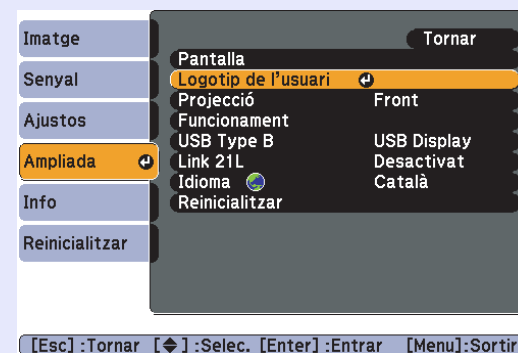 Imatge
Senyal
Ajustos
Ampliada
Info
Reinicialitzar
Tornar
Pantalla
Logotip de l'usuari
Projecció Front
Funcionament
USB Type B USB Display
Link 21L Desactivat
Idioma Català
Reinicialitzar
[Esc] :Tornar [◆] :Selec. [Enter] :Entrar [Menu]:Sortir